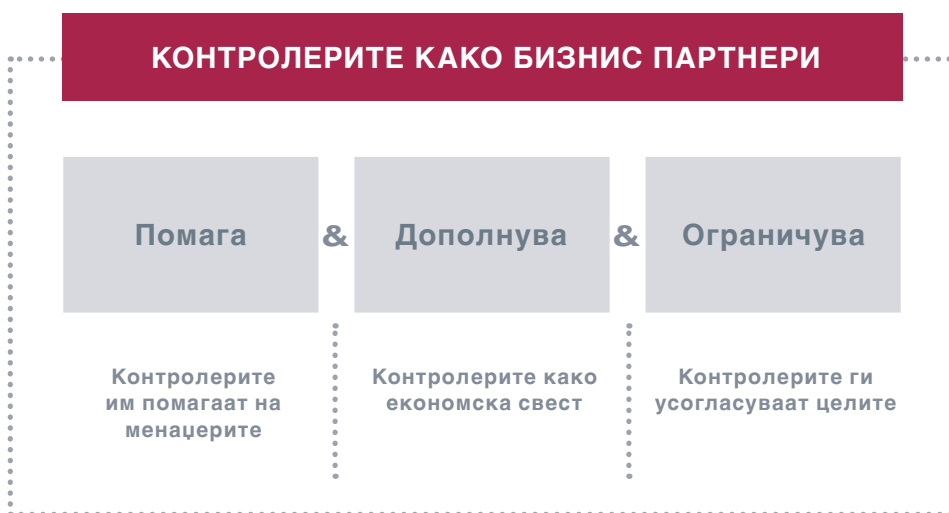 КОНТРОЛЕРИТЕ КАКО БИЗНИС ПАРТНЕРИ
Помага & Дополнува & Ограничува
Контролерите
им помагаат на
менаџерите
Контролерите како
економска свест
Контролерите ги
усогласуваат целите